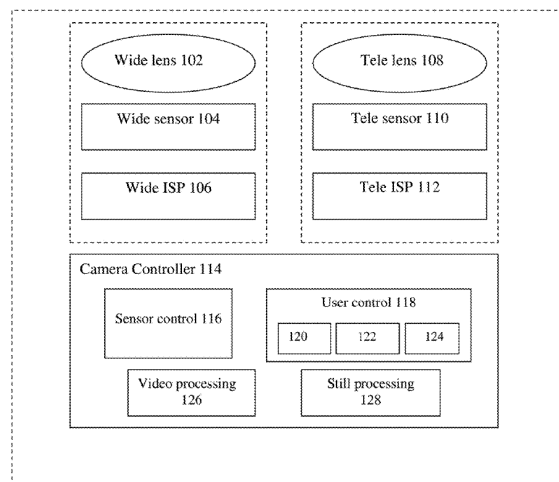 Wide lens 102
Tele lens 108
Wide sensor 104
Tele sensor 110
Wide ISP 106
Tele ISP 112
Camera Controller 114
Sensor control 116
User control 118
120
122
124
Video processing
126
Still processing
128